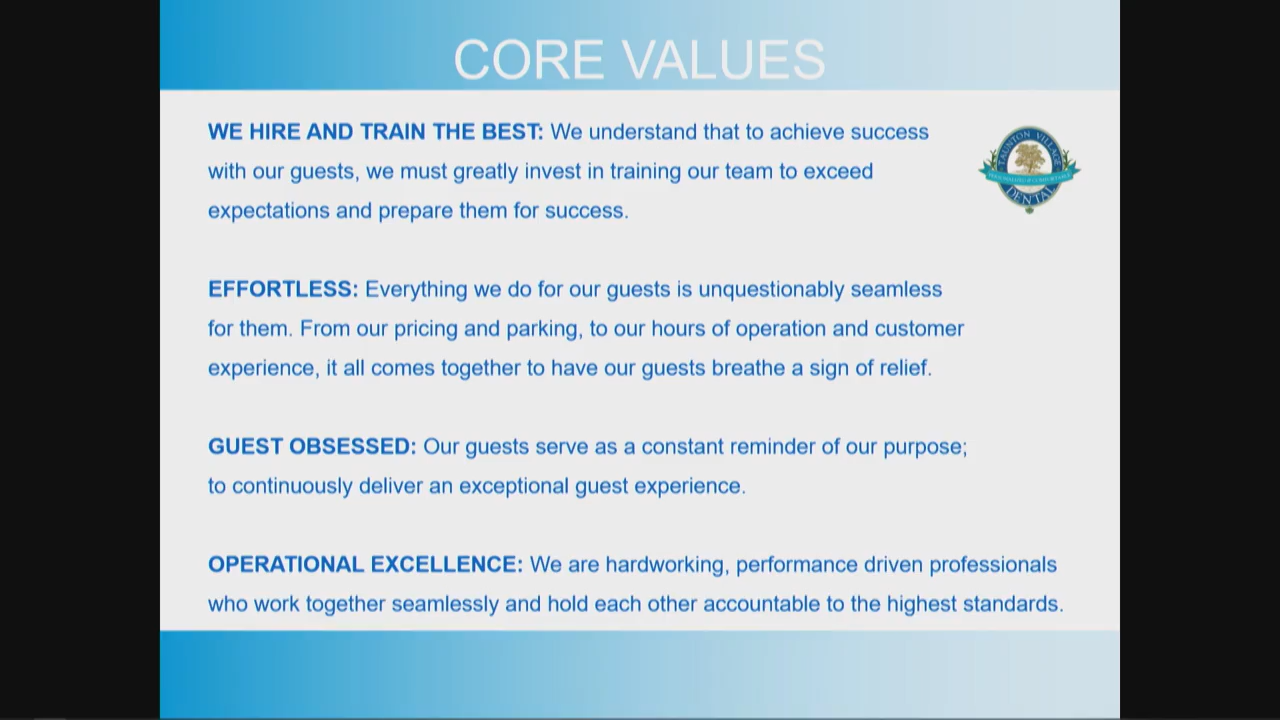 CORE VALUES
WE HIRE AND TRAIN THE BEST: We understand that to achieve success
with our guests, we must greatly invest in training our team to exceed
expectations and prepare them for success.
TAUNTON VILLAGE
DENTAL
EFFORTLESS: Everything we do for our guests is unquestionably seamless
for them. From our pricing and parking, to our hours of operation and customer
experience, it all comes together to have our guests breathe a sign of relief.
GUEST OBSESSED: Our guests serve as a constant reminder of our purpose;
to continuously deliver an exceptional guest experience.
OPERATIONAL EXCELLENCE: We are hardworking, performance driven professionals
who work together seamlessly and hold each other accountable to the highest standards.